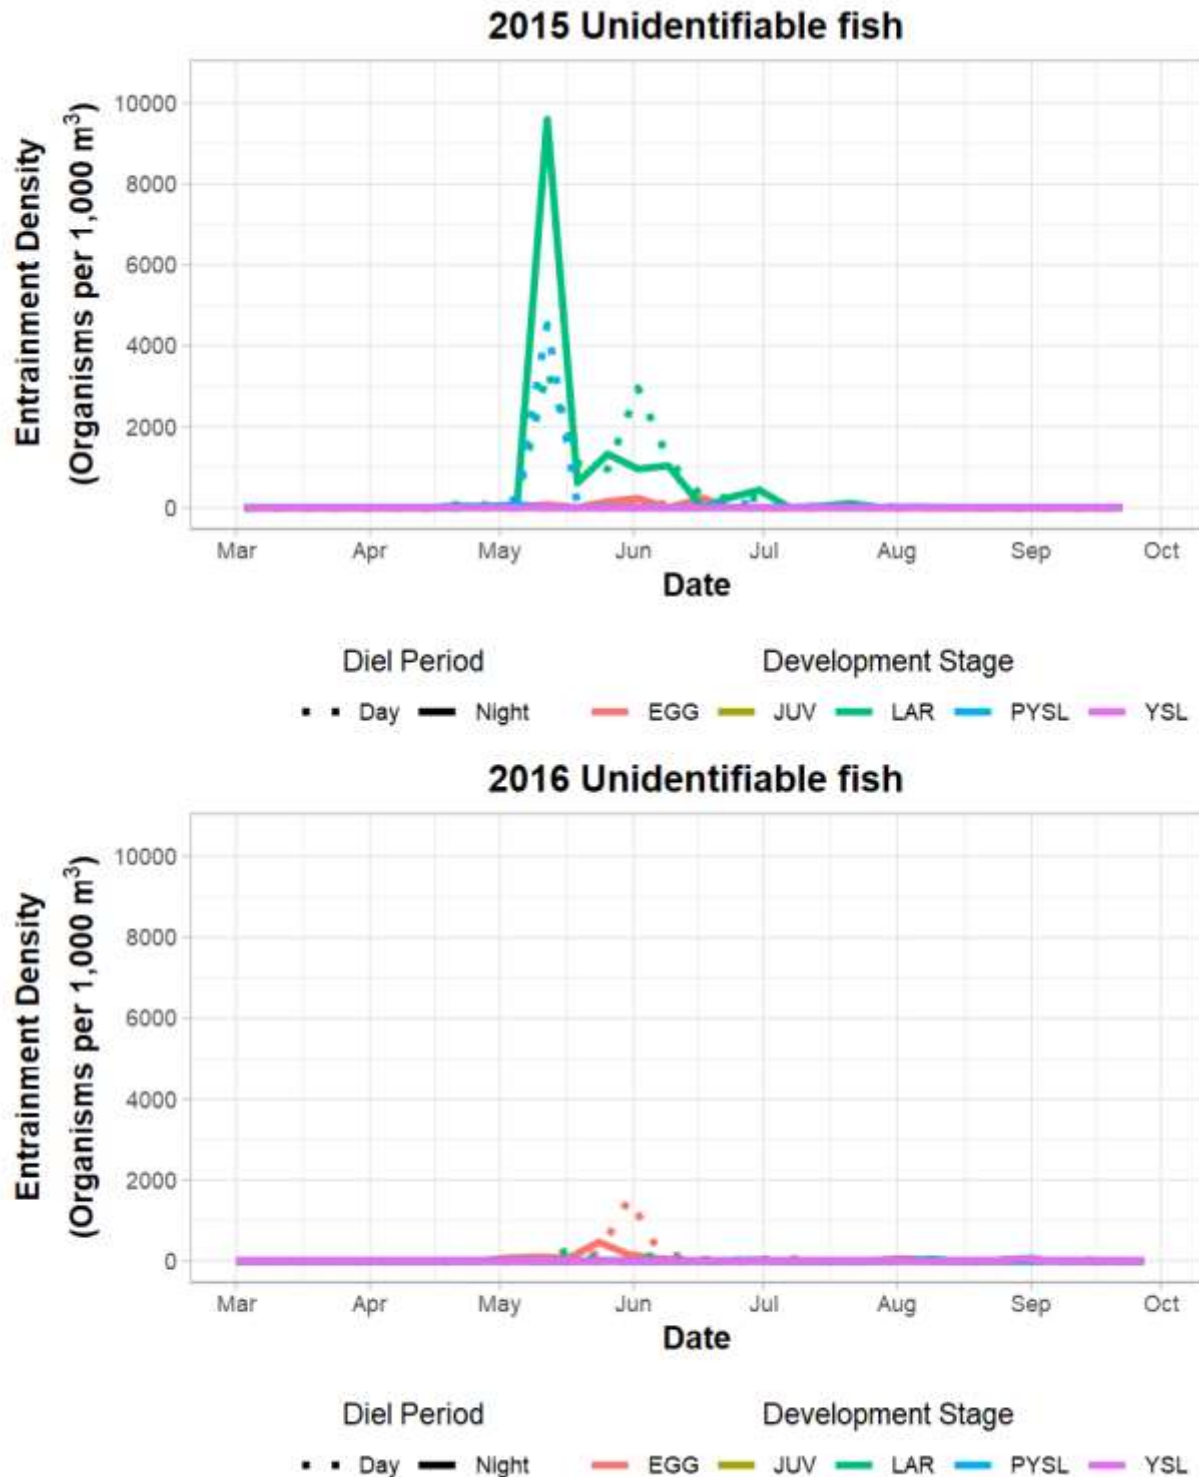 2015 Unidentifiable fish
Entrainment Density
(Organisms per 1,000 m³)
10000
8000
6000
4000
2000
0
Mar Apr May Jun Jul Aug Sep Oct
Date
Diel Period Development Stage
Day Night EGG JUV LAR PYSL YSL
2016 Unidentifiable fish
Entrainment Density
(Organisms per 1,000 m³)
10000
8000
6000
4000
2000
0
Mar Apr May Jun Jul Aug Sep Oct
Date
Diel Period Development Stage
Day Night EGG JUV LAR PYSL YSL